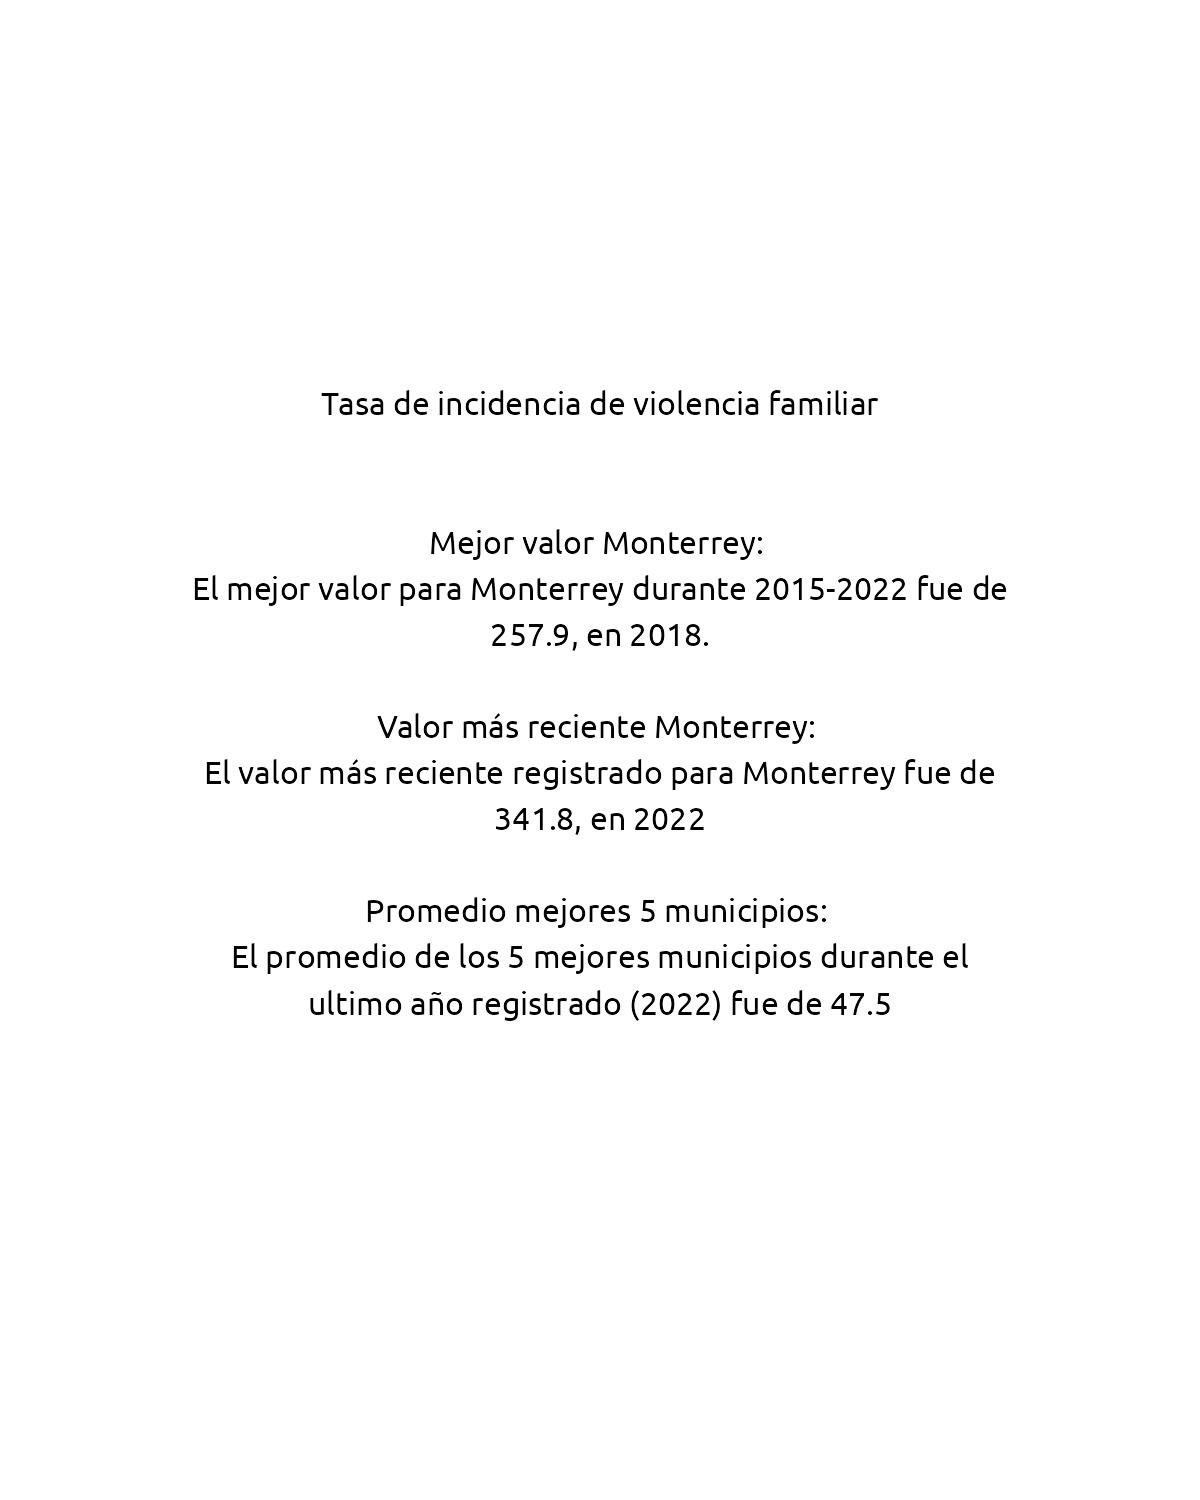 Tasa de incidencia de violencia familiar
Mejor valor Monterrey:
El mejor valor para Monterrey durante 2015-2022 fue de
257.9, en 2018.
Valor más reciente Monterrey:
El valor más reciente registrado para Monterrey fue de
341.8, en 2022
Promedio mejores 5 municipios:
El promedio de los 5 mejores municipios durante el
ultimo año registrado (2022) fue de 47.5